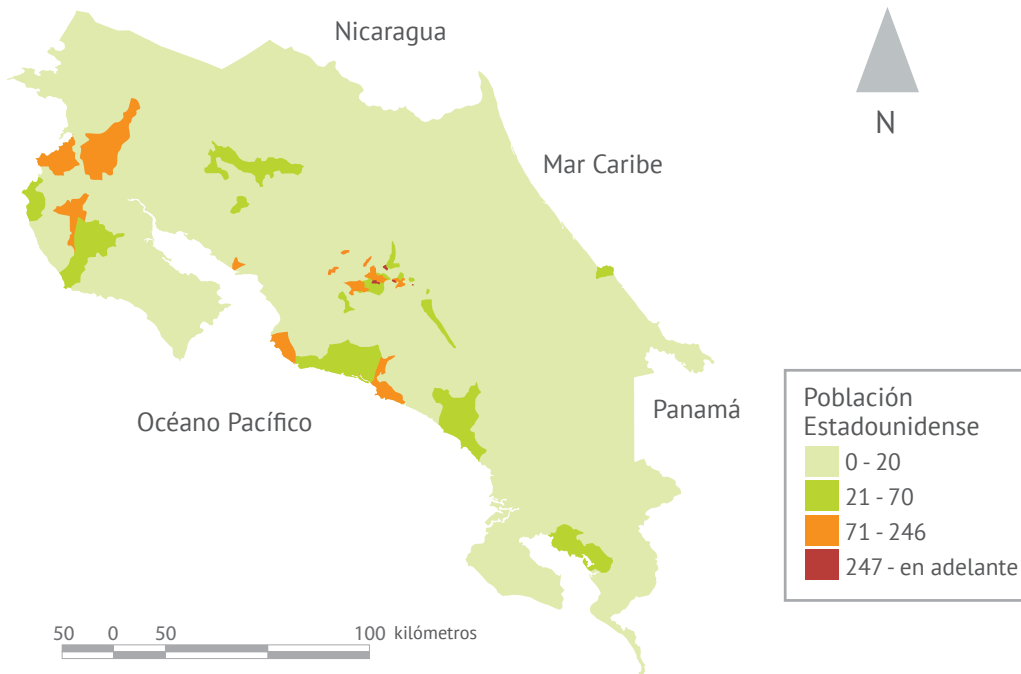 Nicaragua
N
Mar Caribe
Panamá
Océano Pacífico
Población
Estadounidense
0 - 20
21 - 70
71 - 246
247 - en adelante
50 0 50 100 kilómetros